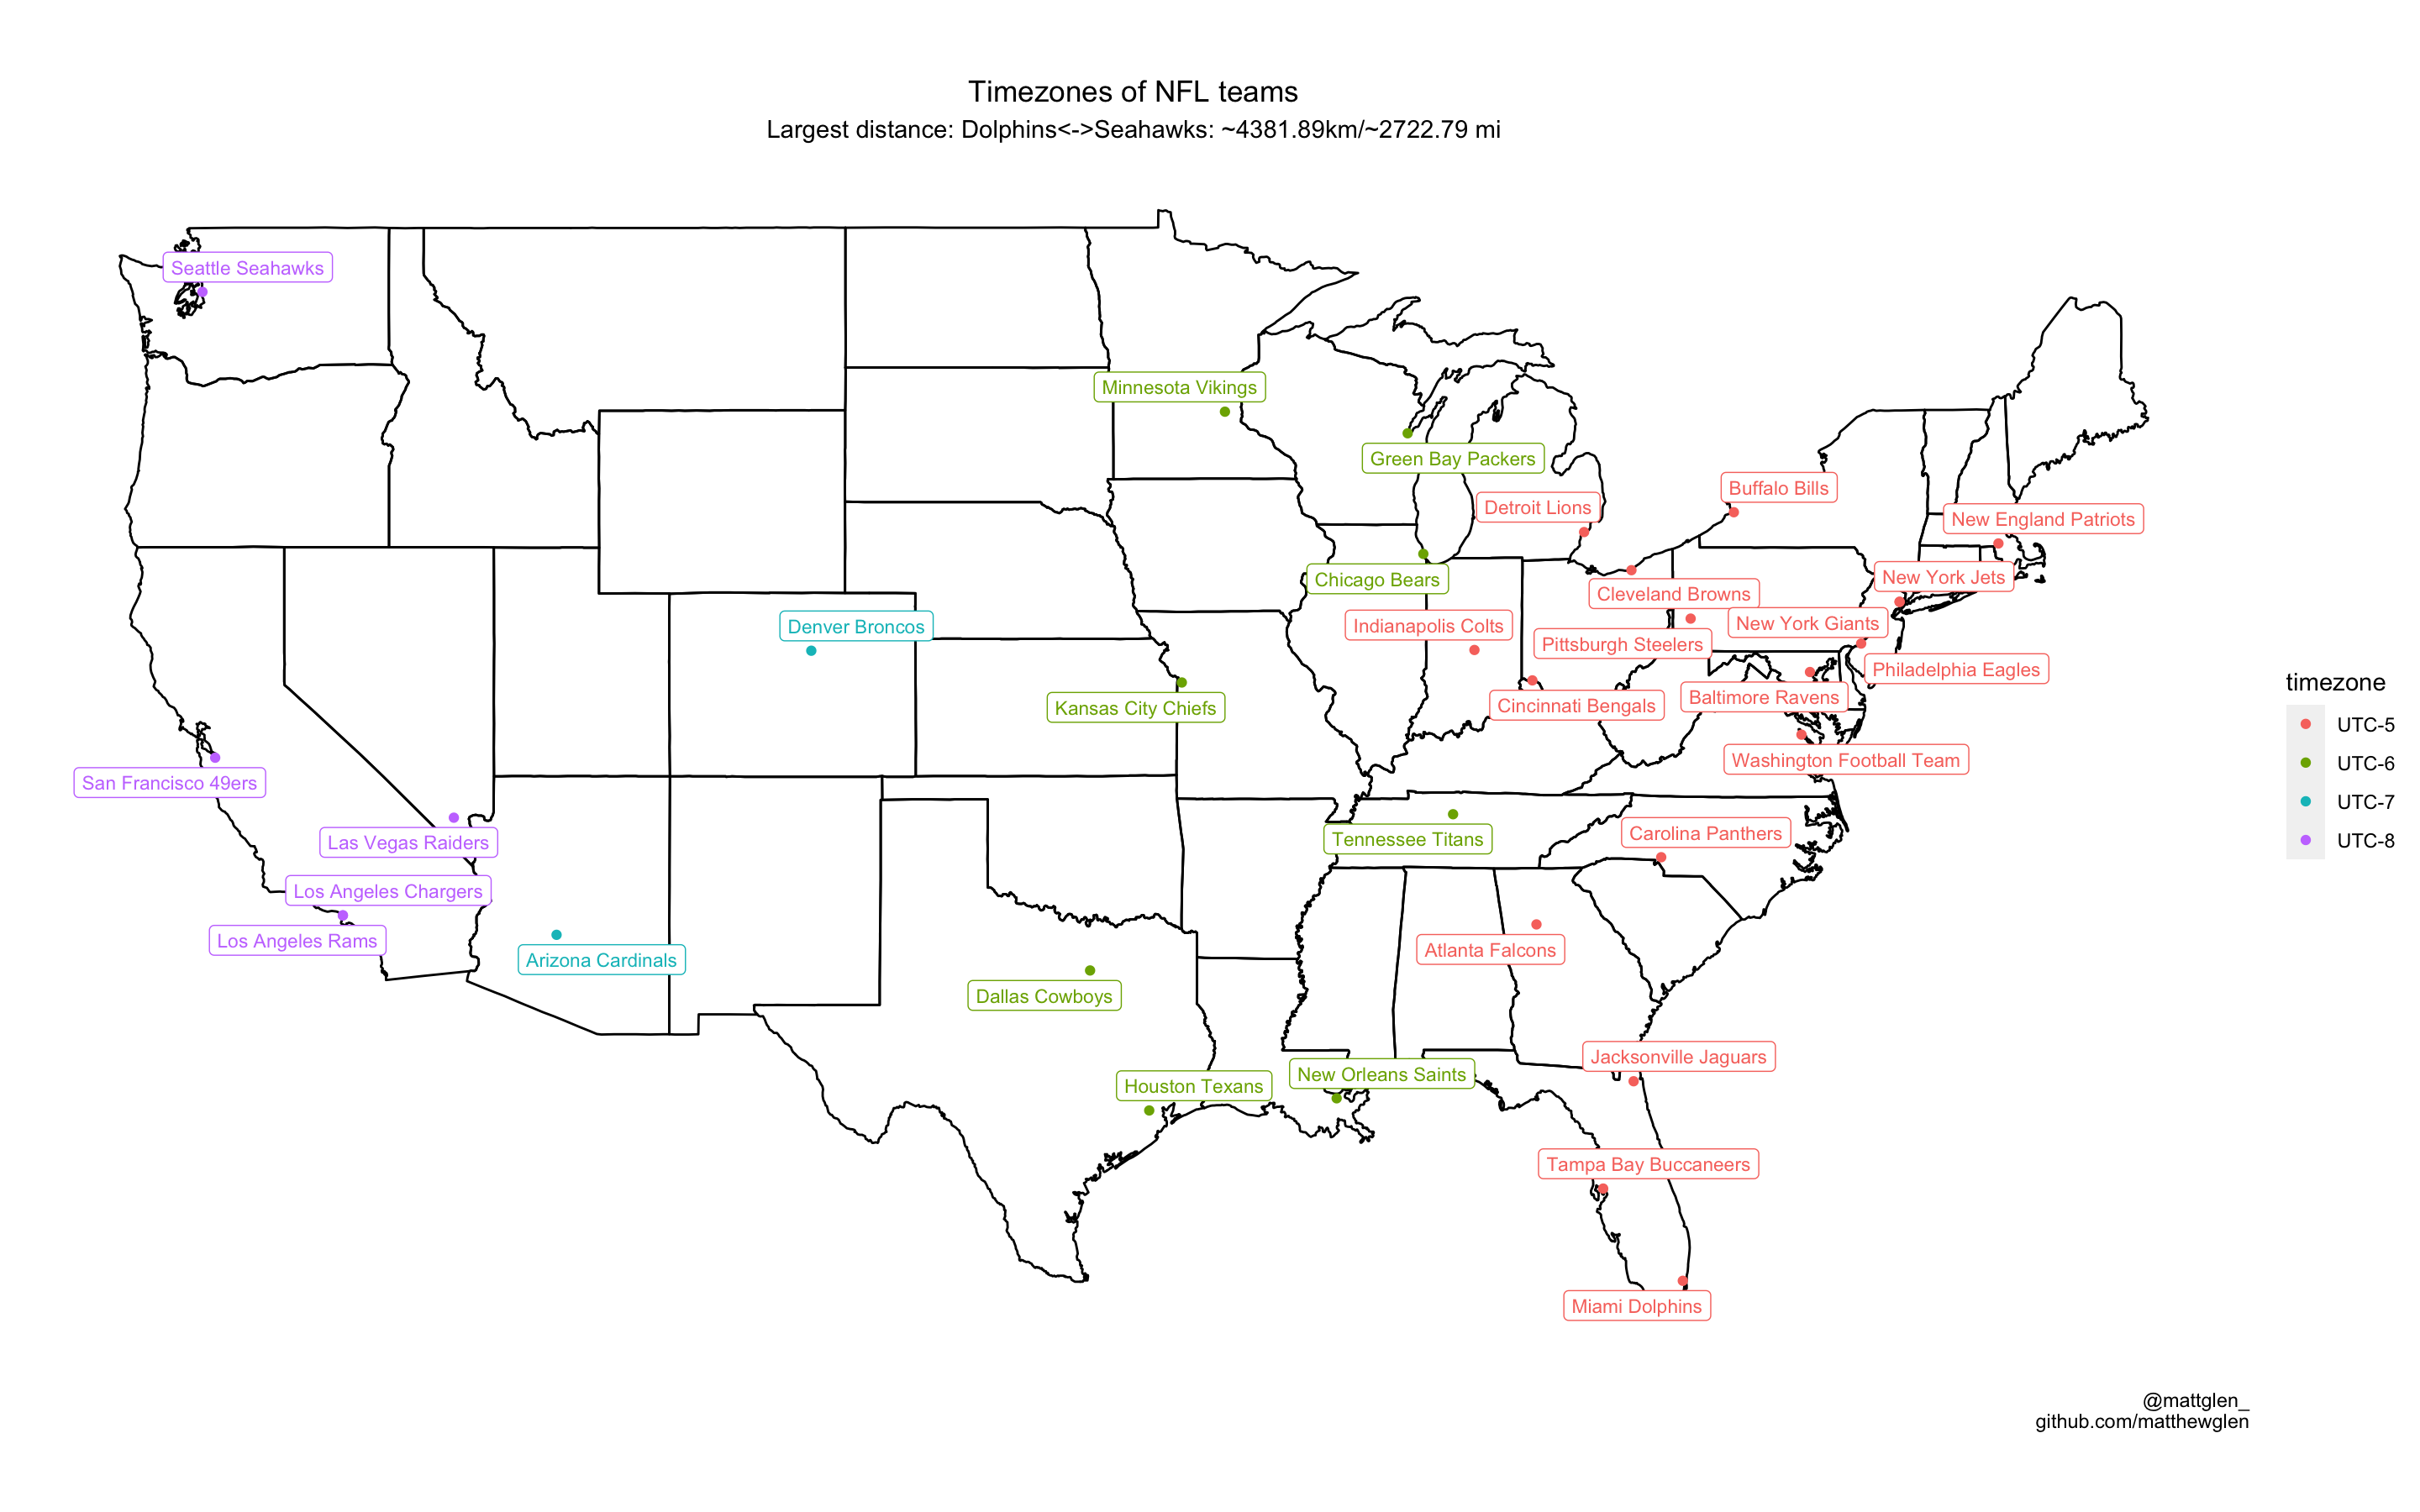 Timezones of NFL teams
Largest distance: Dolphins<->Seahawks: ~4381.89km/~2722.79 mi
Seattle Seahawks
Minnesota Vikings
Green Bay Packers
Buffalo Bills
Detroit Lions
New England Patriots
New York Jets
Chicago Bears
Cleveland Browns
New York Giants
Indianapolis Colts
Denver Broncos
Pittsburgh Steelers
Philadelphia Eagles
Baltimore Ravens
Cincinnati Bengals
Kansas City Chiefs
Washington Football Team
San Francisco 49ers
Carolina Panthers
Tennessee Titans
Las Vegas Raiders
Los Angeles Chargers
Los Angeles Rams
Atlanta Falcons
Arizona Cardinals
Dallas Cowboys
Jacksonville Jaguars
New Orleans Saints
Houston Texans
Tampa Bay Buccaneers
Miami Dolphins
timezone
UTC-5
UTC-6
UTC-7
UTC-8
@mattglen_
github.com/matthewglen